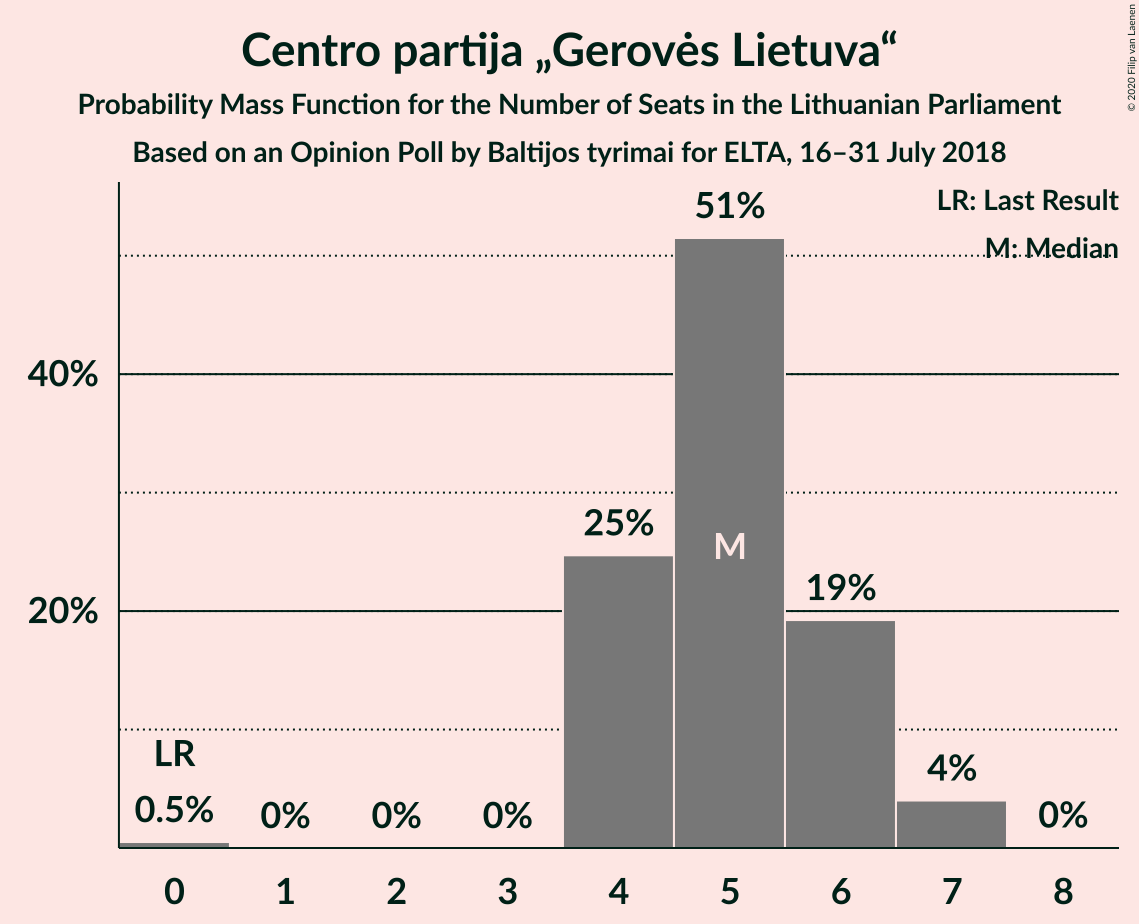 Centro partija „Gerovės Lietuva“
Probability Mass Function for the Number of Seats in the Lithuanian Parliament
Based on an Opinion Poll by Baltijos tyrimai for ELTA, 16–31 July 2018
© 2020 Filip van Laenen
LR: Last Result
M: Median
51%
40%
25%
M
19%
20%
LR
4%
0.5%
0%
0%
0%
0%
0 1 2 3 4 5 6 7 8